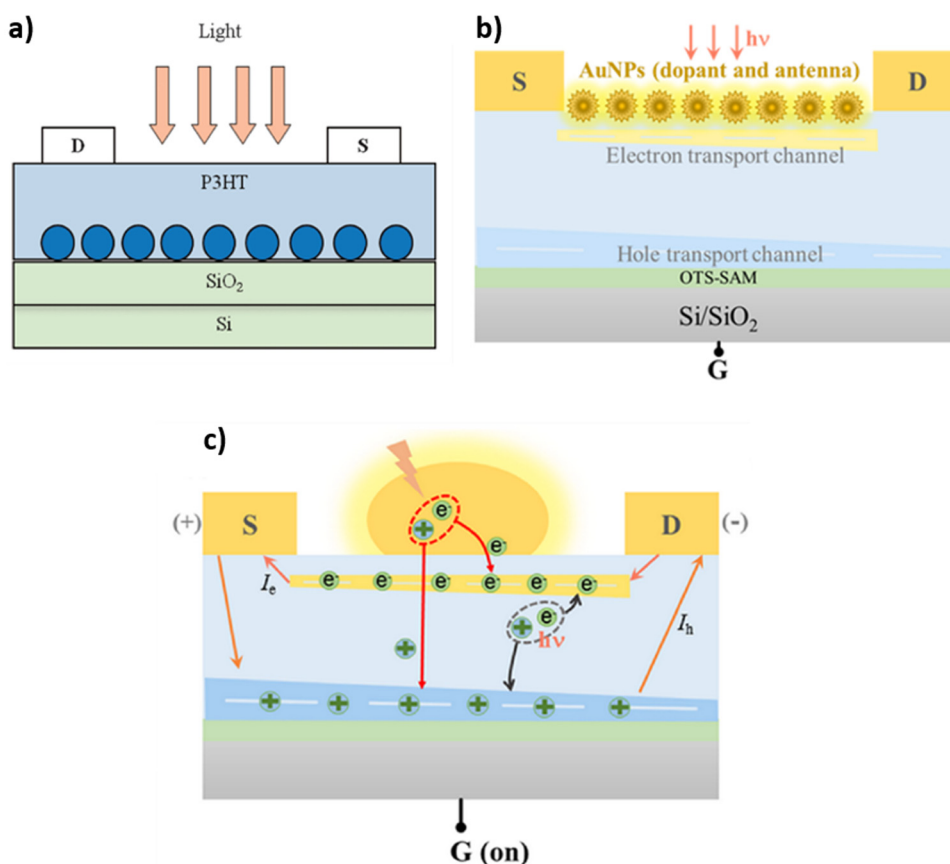 a)
Light
D
S
P3HT
SiO₂
Si
b)
hν
S
AuNPs (dopant and antenna)
D
Electron transport channel
Hole transport channel
OTS-SAM
Si/SiO₂
G
c)
e-
(+)
S
+
D
(-)
e-
e- e- e- e- e- e-
Iₑ
e-
+
hν
Iₕ
+
+ + + + + +
G (on)